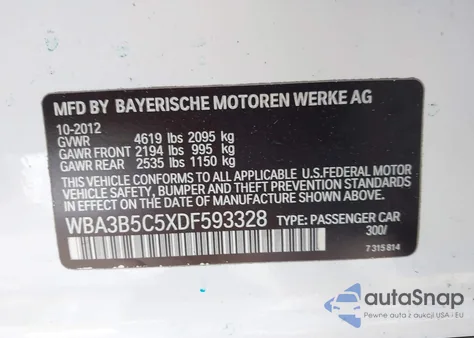 MFD BY BAYERISCHE MOTOREN WERKE AG
10-2012
GVWR 4619 lbs 2095 kg
GAWR FRONT 2194 lbs 995 kg
GAWR REAR 2535 lbs 1150 kg
THIS VEHICLE CONFORMS TO ALL APPLICABLE U.S.FEDERAL MOTOR
VEHICLE SAFETY, BUMPER AND THEFT PREVENTION STANDARDS IN
EFFECT ON THE DATE OF MANUFACTURE SHOWN ABOVE.
WBA3B5C5XDF593328 TYPE: PASSENGER CAR
300/
7 315 814
autoSnap
Pewne auta z aukcji USA i EU